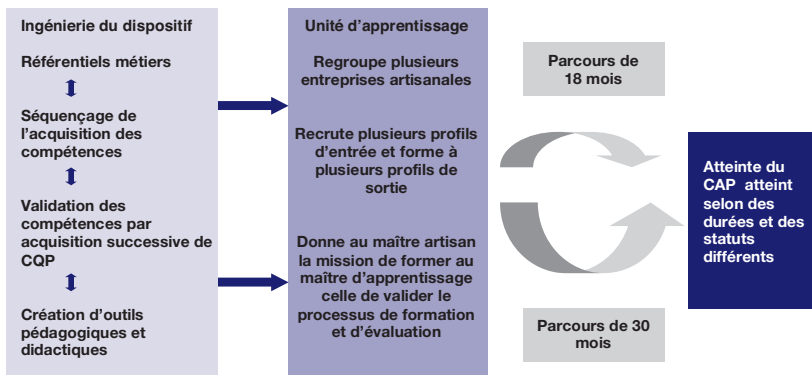 Ingénierie du dispositif
Référentiels métiers
Séquençage de
l'acquisition des
compétences
Validation des
compétences par
acquisition successive de
CQP
Création d'outils
pédagogiques et
didactiques
Unité d'apprentissage
Regroupe plusieurs
entreprises artisanales
Recrute plusieurs profils
d'entrée et forme à
plusieurs profils de
sortie
Donne au maître artisan
la mission de former au
maître d'apprentissage
celle de valider le
processus de formation
et d'évaluation
Parcours de
18 mois
Parcours de 30
mois
Atteinte du
CAP atteint
selon des
durées et des
statuts
différents